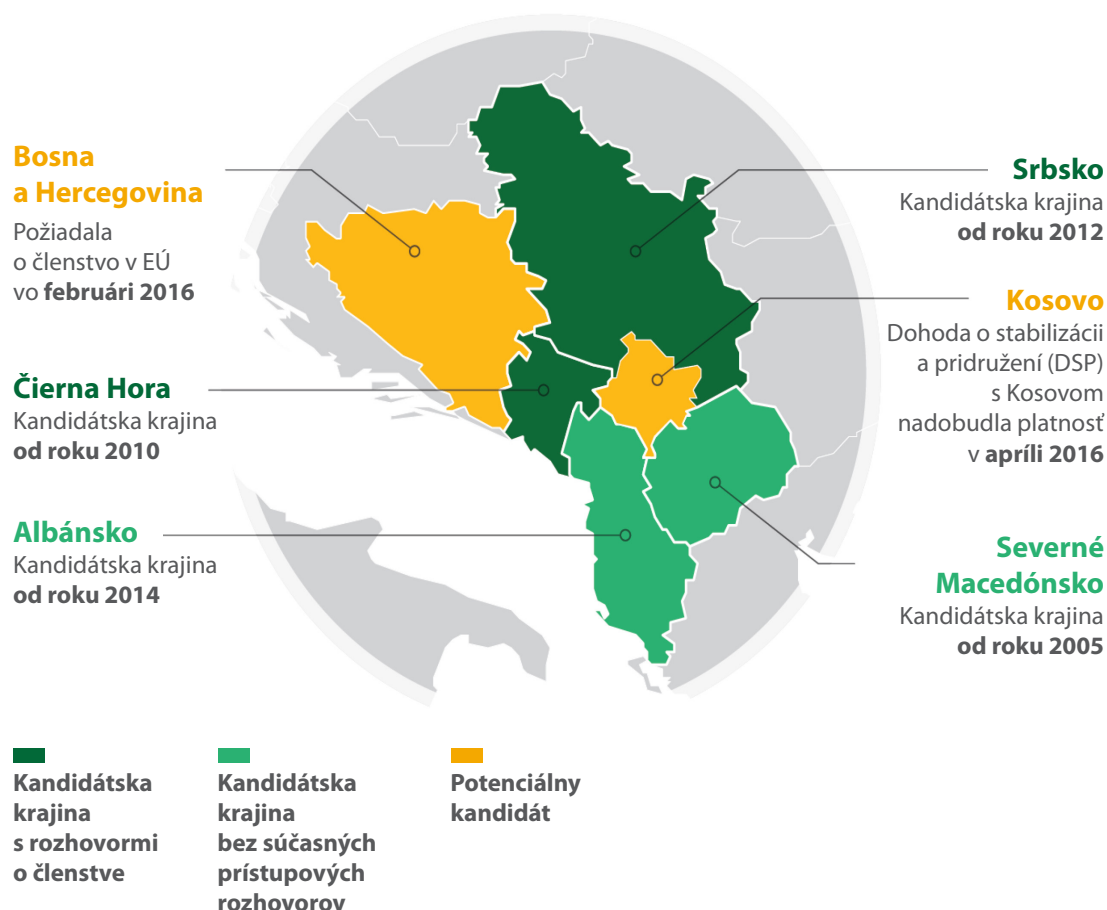 Bosna
a Hercegovina
Požiadala
o členstvo v EÚ
vo februári 2016
Čierna Hora
Kandidátska krajina
od roku 2010
Albánsko
Kandidátska krajina
od roku 2014
Srbsko
Kandidátska krajina
od roku 2012
Kosovo
Dohoda o stabilizácii
a pridružení (DSP)
s Kosovom
nadobudla platnosť
v apríli 2016
Severné
Macedónsko
Kandidátska krajina
od roku 2005
Kandidátska
krajina
s rozhovormi
o členstve
Kandidátska
krajina
bez súčasných
prístupových
rozhovorov
Potenciálny
kandidát